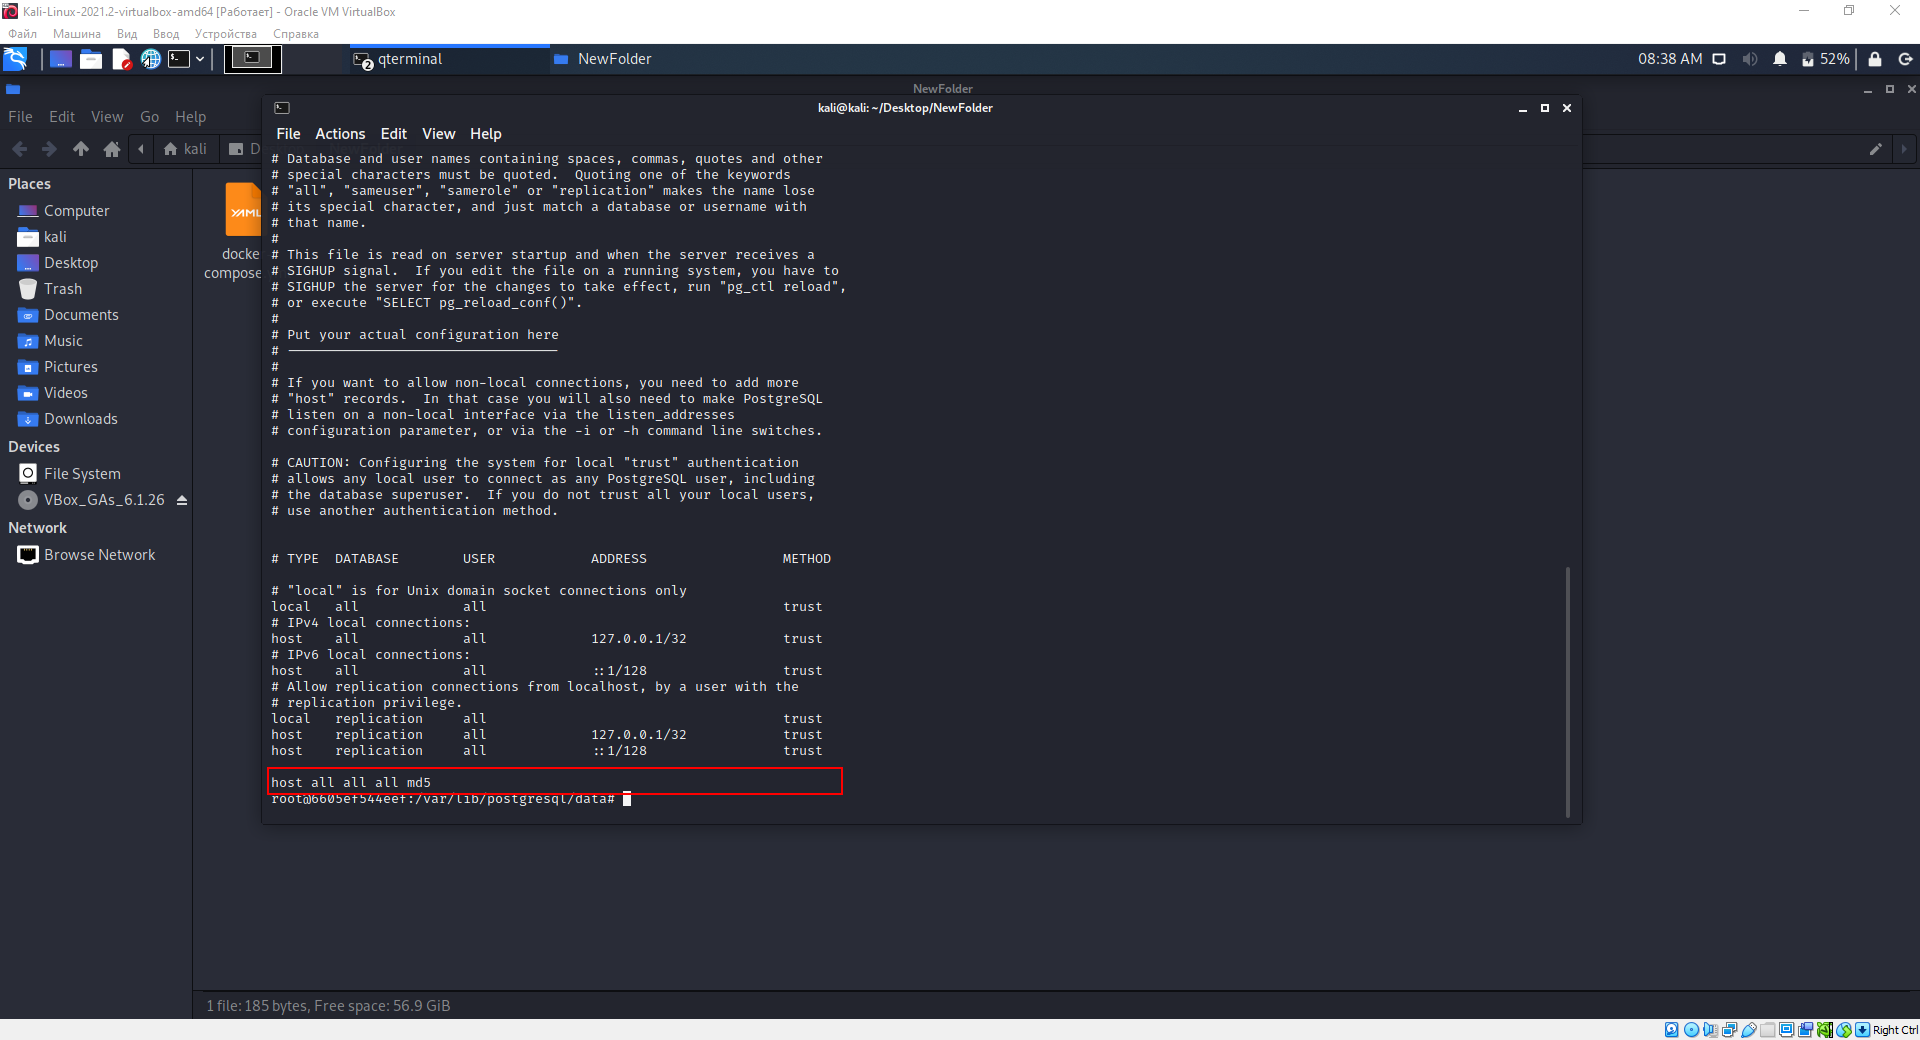 Kali-Linux-2021.2-virtualbox-amd64 [Работает] - Oracle VM VirtualBox
Файл Машина Вид Ввод Устройства Справка
qterminal
2
NewFolder
08:38 AM
52%
NewFolder
File Edit View Go Help
kali
D
kali@kali: ~/Desktop/NewFolder
File Actions Edit View Help
Places
Computer
kali
Desktop
Trash
Documents
Music
Pictures
Videos
Downloads
Devices
File System
VBox_GAs_6.1.26
Network
Browse Network
YAML
docke
compose
# Database and user names containing spaces, commas, quotes and other
# special characters must be quoted.  Quoting one of the keywords
# "all", "sameuser", "samerole" or "replication" makes the name lose
# its special character, and just match a database or username with
# that name.
#
# This file is read on server startup and when the server receives a
# SIGHUP signal.  If you edit the file on a running system, you have to
# SIGHUP the server for the changes to take effect, run "pg_ctl reload",
# or execute "SELECT pg_reload_conf()".
#
# Put your actual configuration here
# ----------------------------------
#
# If you want to allow non-local connections, you need to add more
# "host" records.  In that case you will also need to make PostgreSQL
# listen on a non-local interface via the listen_addresses
# configuration parameter, or via the -i or -h command line switches.
# CAUTION: Configuring the system for local "trust" authentication
# allows any local user to connect as any PostgreSQL user, including
# the database superuser.  If you do not trust all your local users,
# use another authentication method.
# TYPE  DATABASE        USER            ADDRESS                 METHOD
# "local" is for Unix domain socket connections only
local   all             all                                     trust
# IPv4 local connections:
host    all             all             127.0.0.1/32            trust
# IPv6 local connections:
host    all             all             ::1/128                 trust
# Allow replication connections from localhost, by a user with the
# replication privilege.
local   replication     all                                     trust
host    replication     all             127.0.0.1/32            trust
host    replication     all             ::1/128                 trust
host all all all md5
root@6605ef544eef:/var/lib/postgresql/data#
1 file: 185 bytes, Free space: 56.9 GiB
Right Ctrl